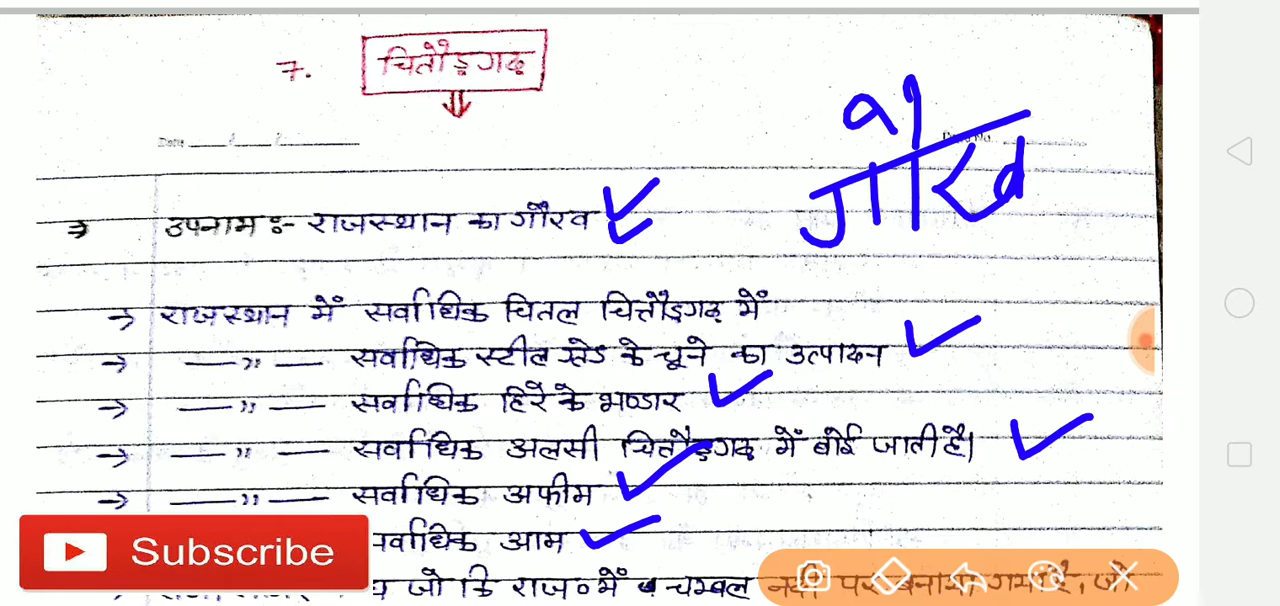 7. चितौड़गढ़
गौरव
Date
⇒ उपनाम :- राजस्थान का गौरव
→ राजस्थान में सर्वाधिक चितल चित्तौड़गढ़ में
→ —"— सर्वाधिक स्टील ग्रेड के चूने का उत्पादन
→ —"— सर्वाधिक हिरे के भण्डार
→ —"— सर्वाधिक अलसी चितौड़गढ़ में बोई जाती है।
→ —"— सर्वाधिक अफीम
सर्वाधिक आम
Subscribe
जो कि राज० में चम्बल नदी पर बनाया गया है, जो